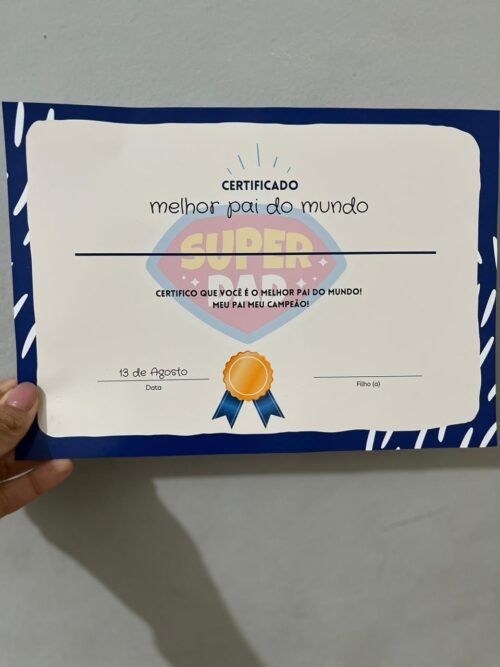 CERTIFICADO
melhor pai do mundo
SUPER
DAD
CERTIFICO QUE VOCÊ É O MELHOR PAI DO MUNDO!
MEU PAI MEU CAMPEÃO!
13 de Agosto
Data
Filho (a)